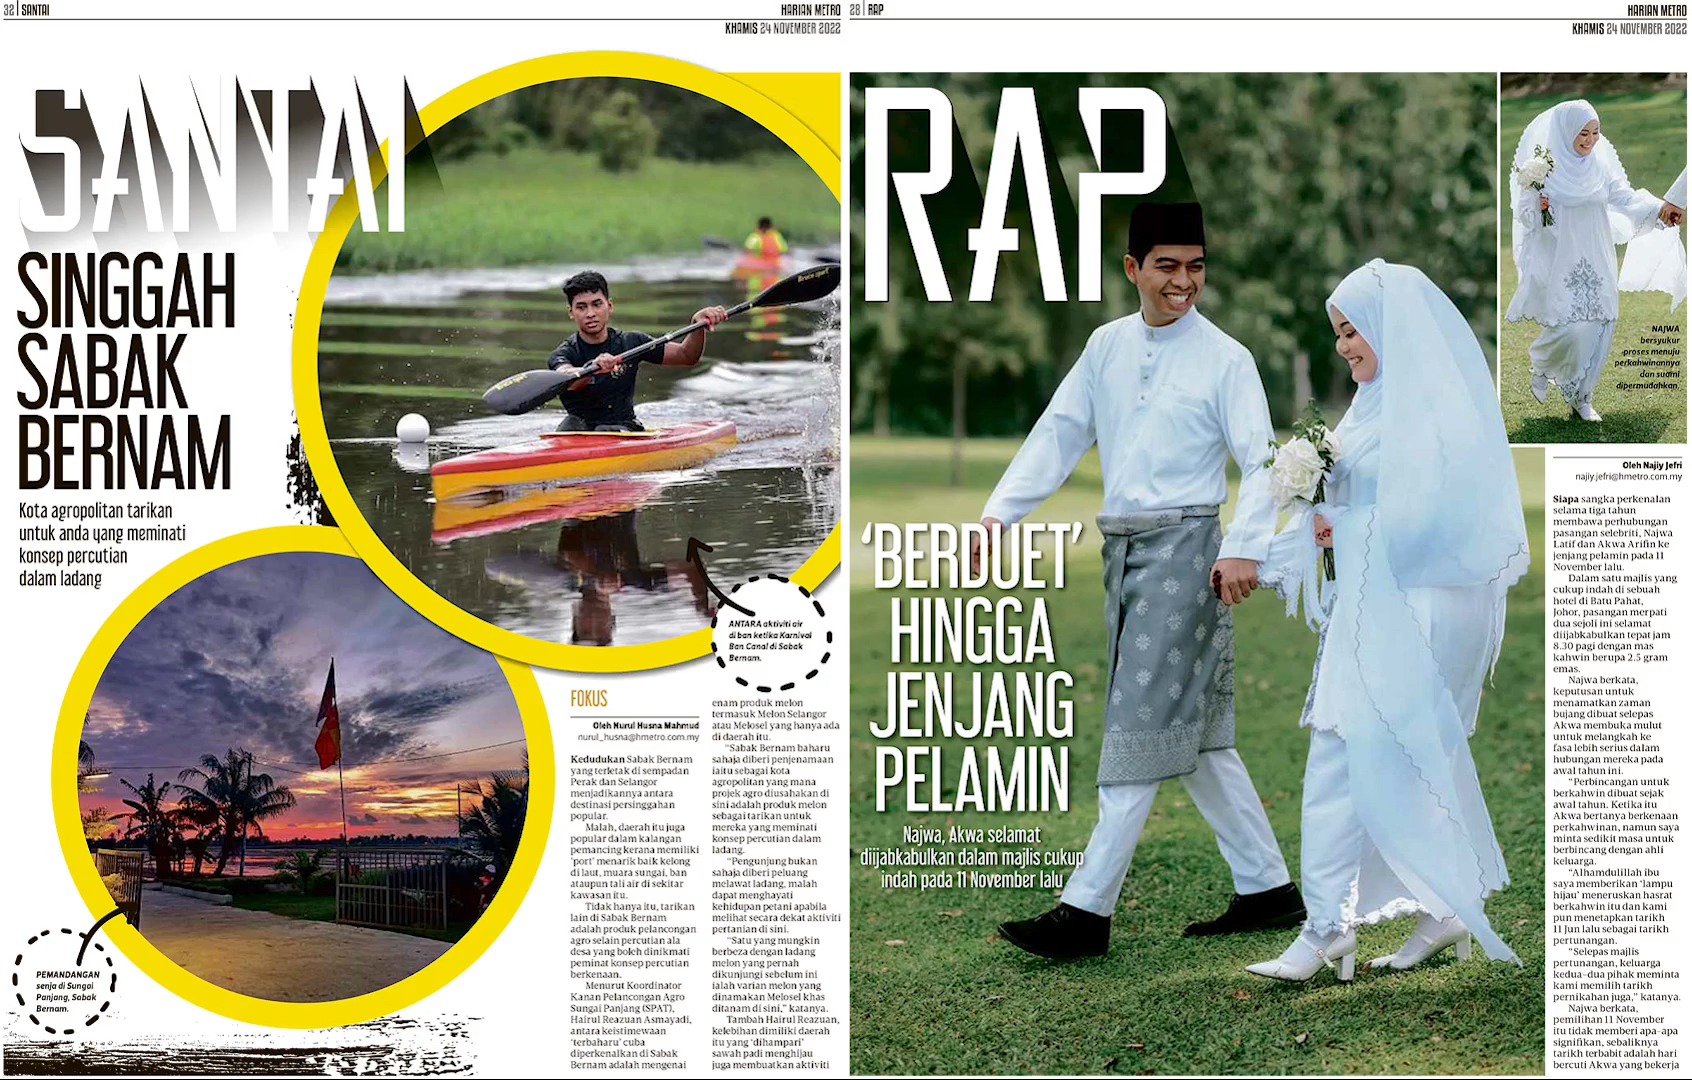 32 | SANTAI
HARIAN METRO
KHAMIS 24 NOVEMBER 2022
SANTAI
SINGGAH
SABAK
BERNAM
Kota agropolitan tarikan
untuk anda yang meminati
konsep percutian
dalam ladang
Bruce sport
ANTARA aktiviti air
di ban ketika Karnival
Ban Canal di Sabak
Bernam.
PEMANDANGAN
senja di Sungai
Panjang, Sabak
Bernam.
FOKUS
Oleh Nurul Husna Mahmud
nurul_husna@hmetro.com.my
Kedudukan Sabak Bernam
yang terletak di sempadan
Perak dan Selangor
menjadikannya antara
destinasi persinggahan
popular.
Malah, daerah itu juga
popular dalam kalangan
pemancing kerana memiliki
'port' menarik baik kelong
di laut, muara sungai, ban
ataupun tali air di sekitar
kawasan itu.
Tidak hanya itu, tarikan
lain di Sabak Bernam
adalah produk pelancongan
agro selain percutian ala
desa yang boleh dinikmati
peminat konsep percutian
berkenaan.
Menurut Koordinator
Kanan Pelancongan Agro
Sungai Panjang (SPAT),
Hairul Reazuan Asmayadi,
antara keistimewaan
'terbaharu' cuba
diperkenalkan di Sabak
Bernam adalah mengenai
enam produk melon
termasuk Melon Selangor
atau Melosel yang hanya ada
di daerah itu.
"Sabak Bernam baharu
sahaja diberi penjenamaan
iaitu sebagai kota
agropolitan yang mana
projek agro diusahakan di
sini adalah produk melon
sebagai tarikan untuk
mereka yang meminati
konsep percutian dalam
ladang.
"Pengunjung bukan
sahaja diberi peluang
melawat ladang, malah
dapat menghayati
kehidupan petani apabila
melihat secara dekat aktiviti
pertanian di sini.
"Satu yang mungkin
berbeza dengan ladang
melon yang pernah
dikunjungi sebelum ini
ialah varian melon yang
dinamakan Melosel khas
ditanam di sini," katanya.
Tambah Hairul Reazuan,
kelebihan dimiliki daerah
itu yang 'dihampari'
sawah padi menghijau
juga membuatkan aktiviti
28 | RAP
HARIAN METRO
KHAMIS 24 NOVEMBER 2022
RAP
'BERDUET'
HINGGA
JENJANG
PELAMIN
Najwa, Akwa selamat
diijabkabulkan dalam majlis cukup
indah pada 11 November lalu
NAJWA
bersyukur
proses menuju
perkahwinannya
dan suami
dipermudahkan.
Oleh Najiy Jefri
najiy.jefri@hmetro.com.my
Siapa sangka perkenalan
selama tiga tahun
membawa perhubungan
pasangan selebriti, Najwa
Latif dan Akwa Arifin ke
jenjang pelamin pada 11
November lalu.
Dalam satu majlis yang
cukup indah di sebuah
hotel di Batu Pahat,
Johor, pasangan merpati
dua sejoli ini selamat
diijabkabulkan tepat jam
8.30 pagi dengan mas
kahwin berupa 2.5 gram
emas.
Najwa berkata,
keputusan untuk
menamatkan zaman
bujang dibuat selepas
Akwa membuka mulut
untuk melangkah ke
fasa lebih serius dalam
hubungan mereka pada
awal tahun ini.
"Perbincangan untuk
berkahwin dibuat sejak
awal tahun. Ketika itu
Akwa bertanya berkenaan
perkahwinan, namun saya
minta sedikit masa untuk
berbincang dengan ahli
keluarga.
"Alhamdulillah ibu
saya memberikan 'lampu
hijau' meneruskan hasrat
berkahwin itu dan kami
pun menetapkan tarikh
11 Jun lalu sebagai tarikh
pertunangan.
"Selepas majlis
pertunangan, keluarga
kedua-dua pihak meminta
kami memilih tarikh
pernikahan juga," katanya.
Najwa berkata,
pemilihan 11 November
itu tidak memberi apa-apa
signifikan, sebaliknya
tarikh terbabit adalah hari
bercuti Akwa yang bekerja